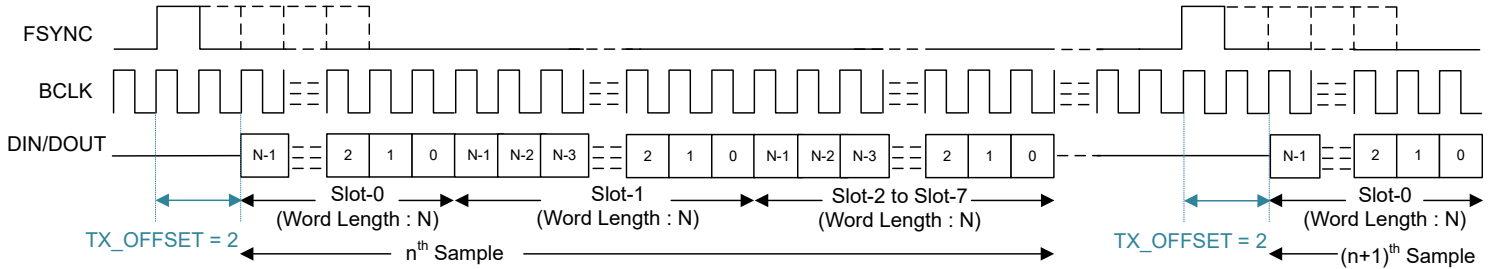 FSYNC
BCLK
DIN/DOUT
N-1 2 1 0 N-1 N-2 N-3 2 1 0 N-1 N-2 N-3 2 1 0 N-1 2 1 0
Slot-0 Slot-1 Slot-2 to Slot-7 Slot-0
(Word Length : N) (Word Length : N) (Word Length : N) (Word Length : N)
TX_OFFSET = 2 TX_OFFSET = 2
nth Sample (n+1)th Sample